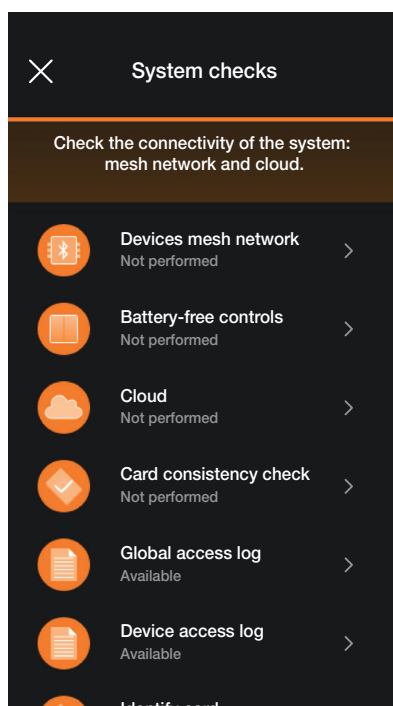 System checks
Check the connectivity of the system:
mesh network and cloud.
Devices mesh network
Not performed
Battery-free controls
Not performed
Cloud
Not performed
Card consistency check
Not performed
Global access log
Available
Device access log
Available
Identify card